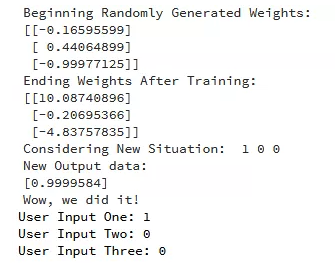 Beginning Randomly Generated Weights:
[[-0.16595599]
[ 0.44064899]
[-0.99977125]]
Ending Weights After Training:
[[10.08740896]
[-0.20695366]
[-4.83757835]]
Considering New Situation:  1 0 0
New Output data:
[0.9999584]
Wow, we did it!
User Input One: 1
User Input Two: 0
User Input Three: 0